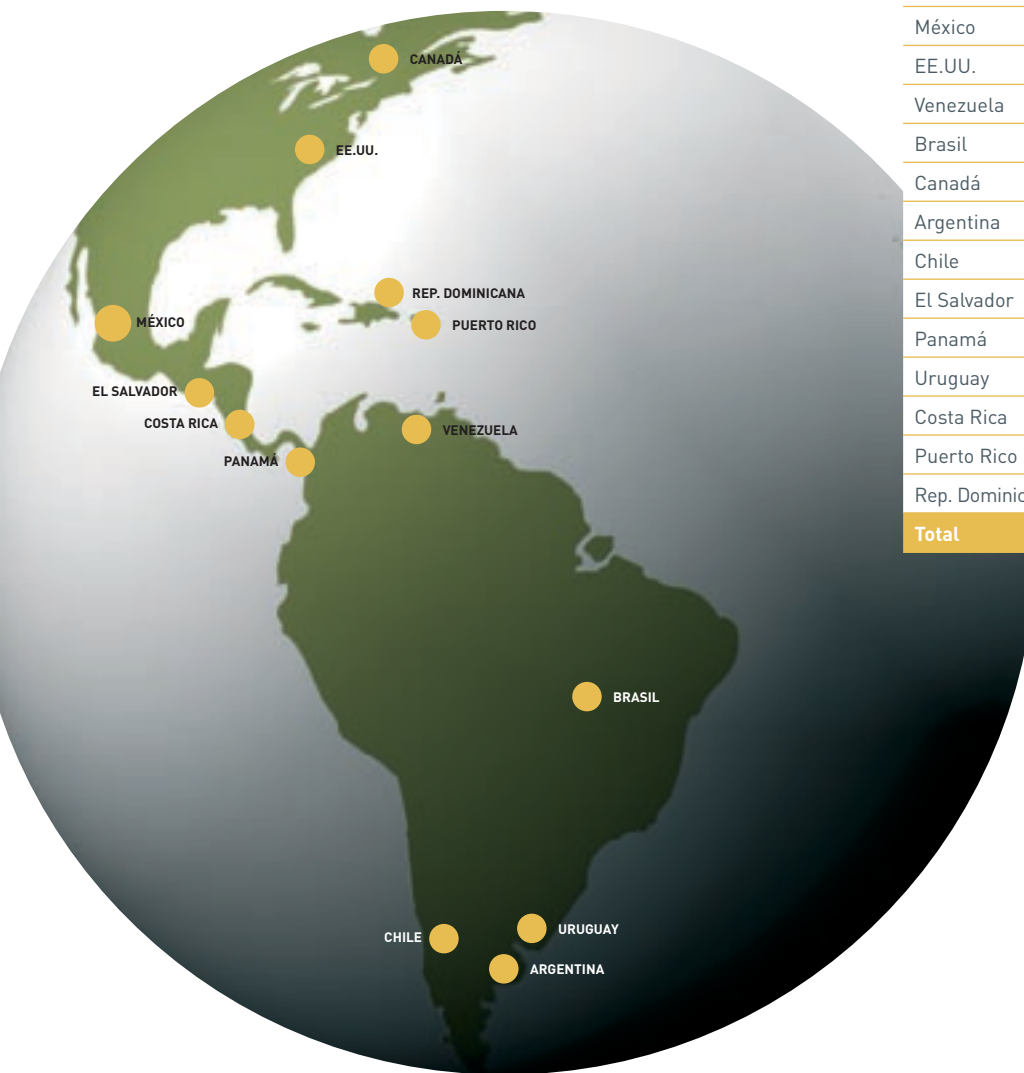 CANADÁ
EE.UU.
REP. DOMINICANA
PUERTO RICO
MÉXICO
EL SALVADOR
COSTA RICA
PANAMÁ
VENEZUELA
BRASIL
CHILE
URUGUAY
ARGENTINA
México
EE.UU.
Venezuela
Brasil
Canadá
Argentina
Chile
El Salvador
Panamá
Uruguay
Costa Rica
Puerto Rico
Rep.
Total